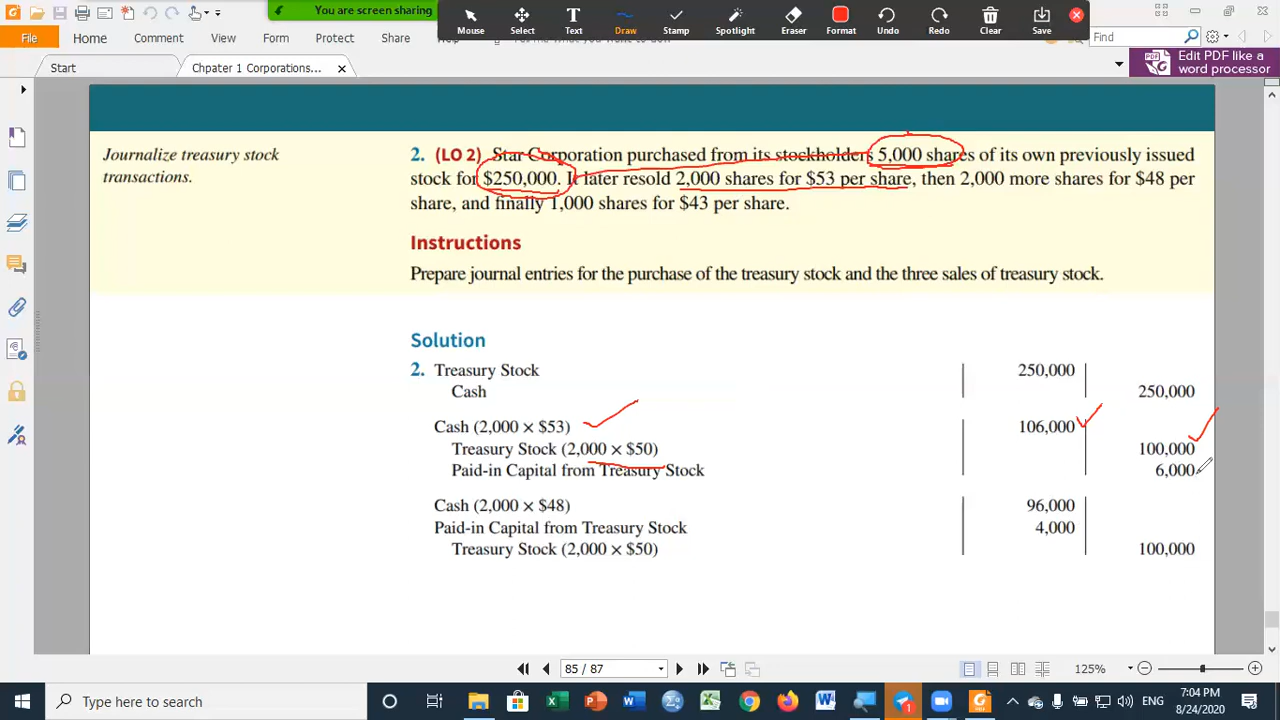 You are screen sharing
Mouse Select Text Draw Stamp Spotlight Eraser Format Undo Redo Clear Save
File Home Comment View Form Protect Share
Find
Start Chpater 1 Corporations...
Edit PDF like a
word processor
Journalize treasury stock
transactions.
2. (LO 2) Star Corporation purchased from its stockholders 5,000 shares of its own previously issued
stock for $250,000. It later resold 2,000 shares for $53 per share, then 2,000 more shares for $48 per
share, and finally 1,000 shares for $43 per share.
Instructions
Prepare journal entries for the purchase of the treasury stock and the three sales of treasury stock.
Solution
2. Treasury Stock 250,000
Cash 250,000
Cash (2,000 × $53) 106,000
Treasury Stock (2,000 × $50) 100,000
Paid-in Capital from Treasury Stock 6,000
Cash (2,000 × $48) 96,000
Paid-in Capital from Treasury Stock 4,000
Treasury Stock (2,000 × $50) 100,000
85 / 87
125%
Type here to search
ENG
7:04 PM
8/24/2020